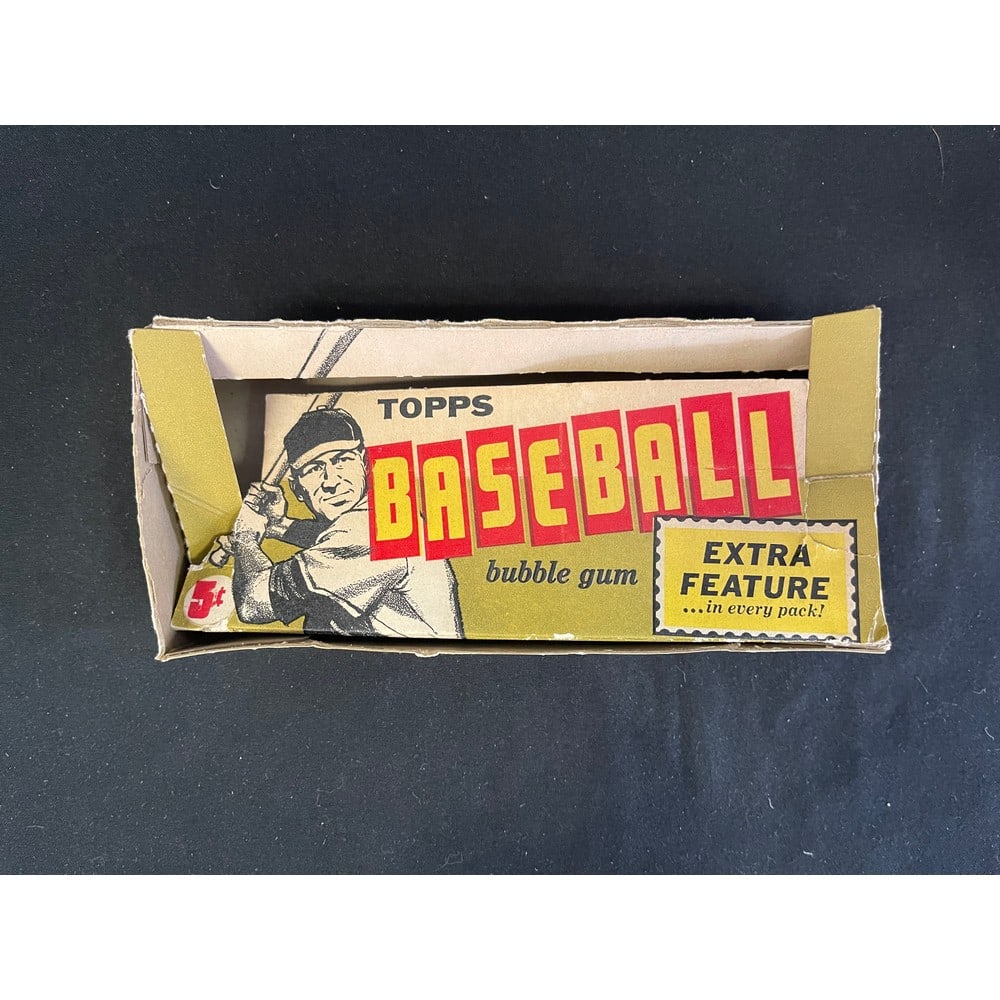 TOPPS
BASEBALL
bubble gum
5¢
EXTRA
FEATURE
...in every pack!